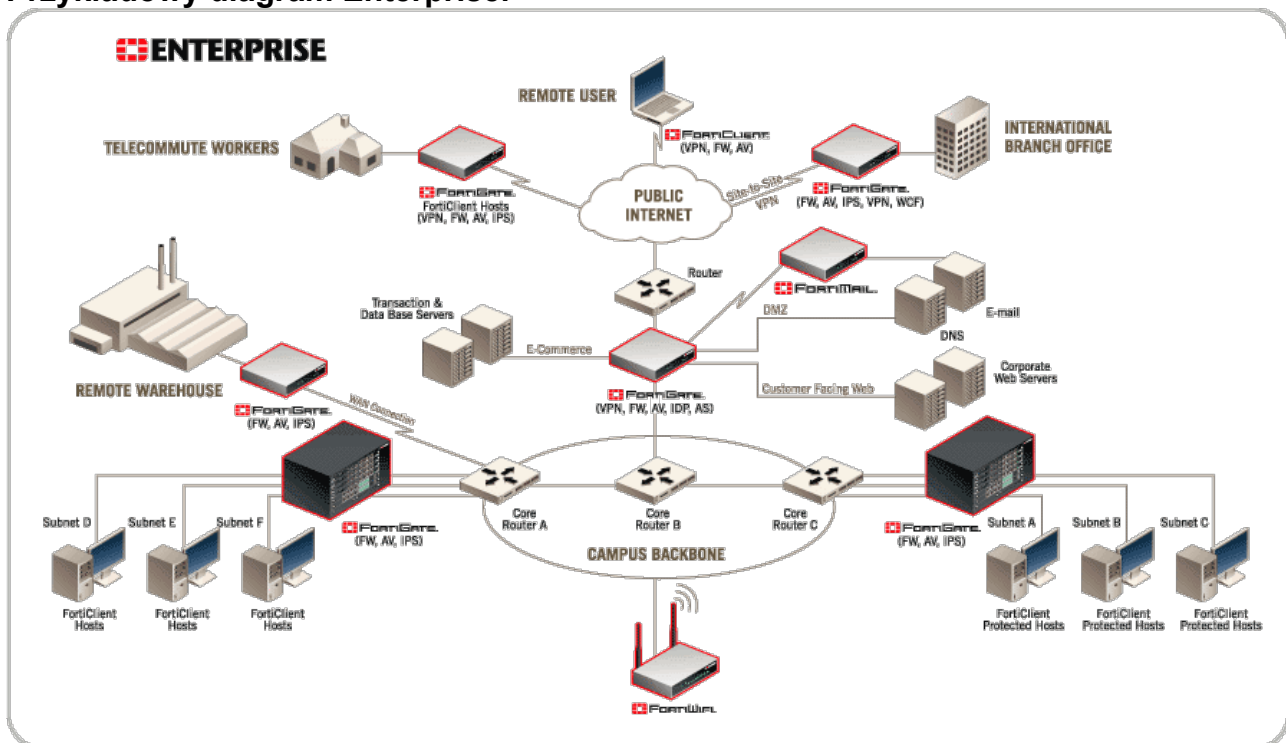 Przykładowy diagram Enterprise:
ENTERPRISE
REMOTE USER
FORTICLIENT
(VPN, FW, AV)
TELECOMMUTE WORKERS
FORTIGATE
FortiClient Hosts
(VPN, FW, AV, IPS)
INTERNATIONAL
BRANCH OFFICE
FORTIGATE
(FW, AV, IPS, VPN, WCF)
Site-to-Site
VPN
PUBLIC
INTERNET
Router
FORTIMAIL
Transaction &
Data Base Servers
E-Commerce
DMZ
E-mail
DNS
Customer Facing Web
Corporate
Web Servers
REMOTE WAREHOUSE
FORTIGATE
(FW, AV, IPS)
WAN Connection
FORTIGATE
(VPN, FW, AV, IDP, AS)
Subnet D
Subnet E
Subnet F
FORTIGATE
(FW, AV, IPS)
Core
Router A
Core
Router B
Core
Router C
FORTIGATE
(FW, AV, IPS)
Subnet A
Subnet B
Subnet C
CAMPUS BACKBONE
FortiClient
Hosts
FortiClient
Hosts
FortiClient
Hosts
FortiClient
Protected Hosts
FortiClient
Protected Hosts
FortiClient
Protected Hosts
FORTIWIFI